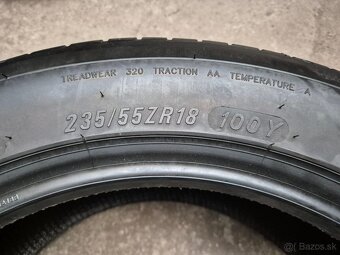 TREADWEAR 320 TRACTION AA TEMPERATURE A
235/55ZR18 100Y
Bazos.sk